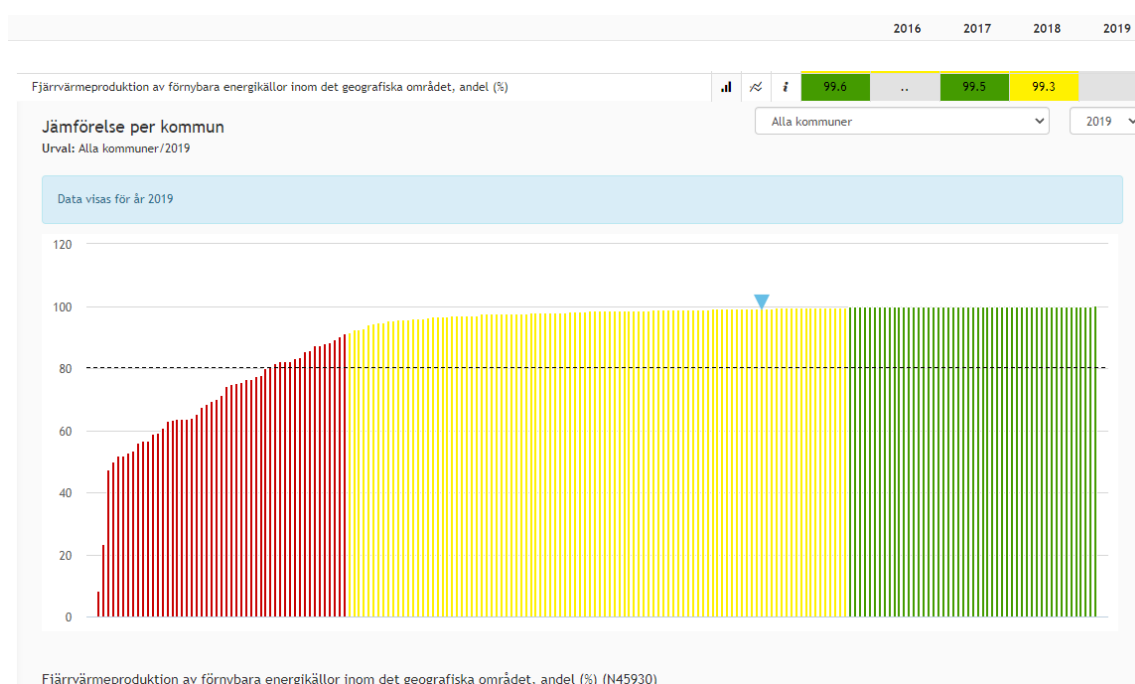 2016 2017 2018 2019
Fjärrvärmeproduktion av förnybara energikällor inom det geografiska området, andel (%) i 99.6 .. 99.5 99.3
Jämförelse per kommun
Alla kommuner 2019
Urval: Alla kommuner/2019
Data visas för år 2019
120
100
80
60
40
20
0
Fjärrvärmeproduktion av förnybara energikällor inom det geografiska området, andel (%) (N45930)